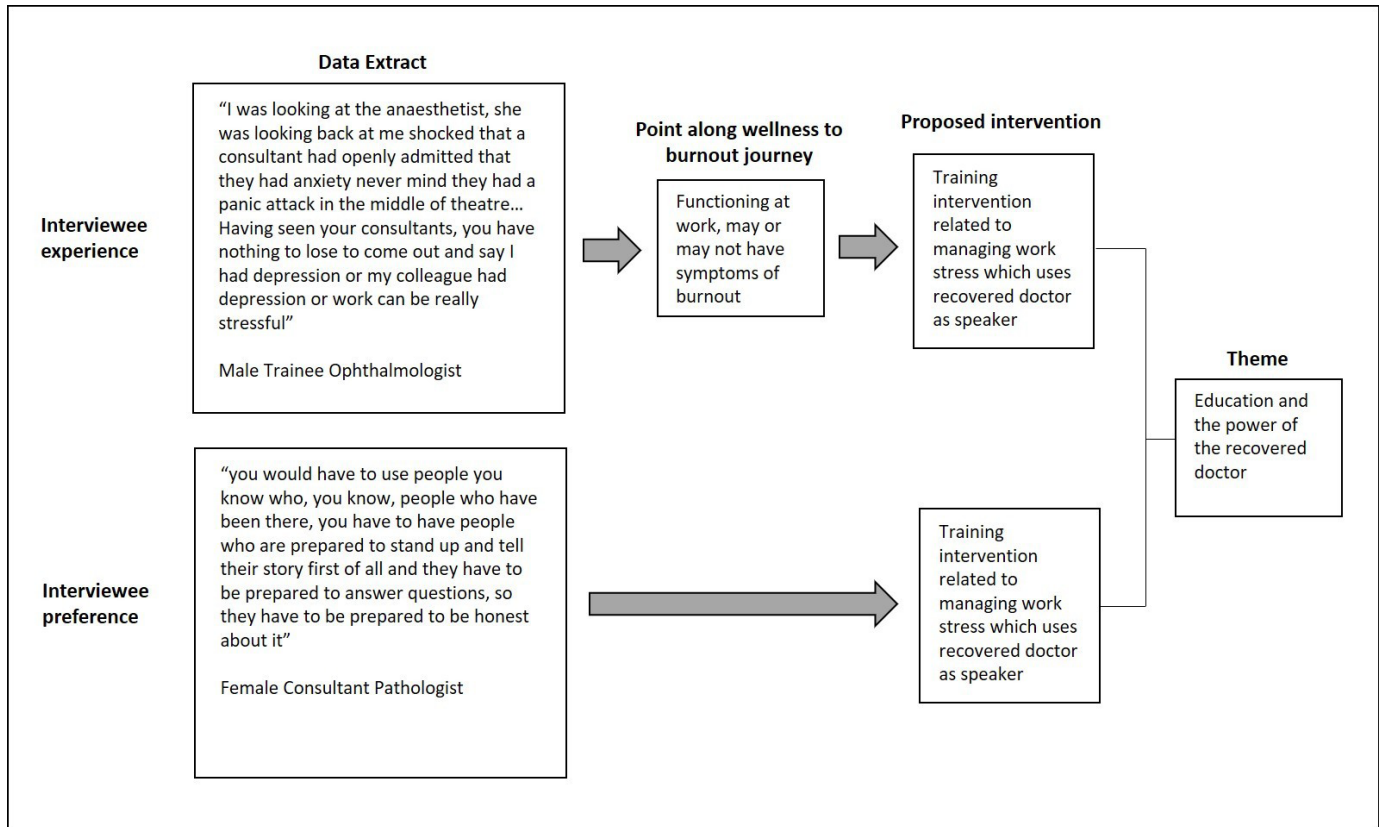 Data Extract
“I was looking at the anaesthetist, she
was looking back at me shocked that a
consultant had openly admitted that
they had anxiety never mind they had a
panic attack in the middle of theatre…
Having seen your consultants, you have
nothing to lose to come out and say I
had depression or my colleague had
depression or work can be really
stressful”
Male Trainee Ophthalmologist
Interviewee
experience
Point along wellness to
burnout journey
Functioning at
work, may or
may not have
symptoms of
burnout
Proposed intervention
Training
intervention
related to
managing work
stress which uses
recovered doctor
as speaker
Theme
Education and
the power of
the recovered
doctor
Interviewee
preference
“you would have to use people you
know who, you know, people who have
been there, you have to have people
who are prepared to stand up and tell
their story first of all and they have to
be prepared to answer questions, so
they have to be prepared to be honest
about it”
Female Consultant Pathologist
Training
intervention
related to
managing work
stress which uses
recovered doctor
as speaker